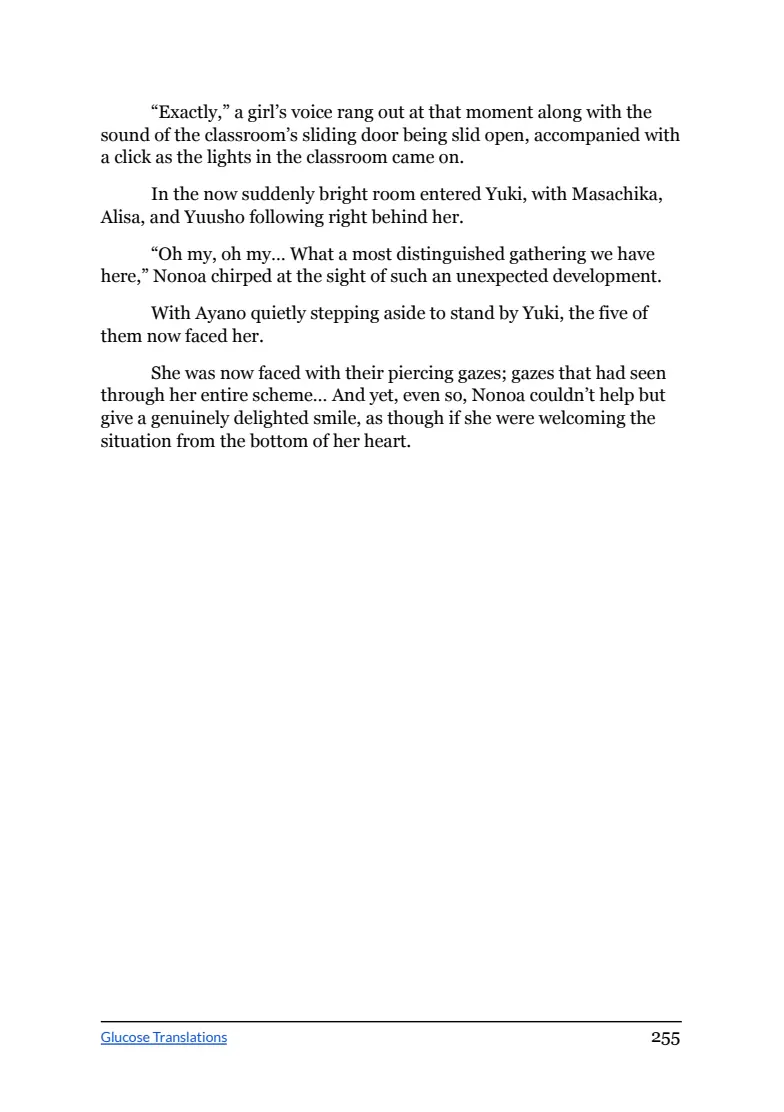 “Exactly,” a girl’s voice rang out at that moment along with the
sound of the classroom’s sliding door being slid open, accompanied with
a click as the lights in the classroom came on.
In the now suddenly bright room entered Yuki, with Masachika,
Alisa, and Yuusho following right behind her.
“Oh my, oh my... What a most distinguished gathering we have
here,” Nonoa chirped at the sight of such an unexpected development.
With Ayano quietly stepping aside to stand by Yuki, the five of
them now faced her.
She was now faced with their piercing gazes; gazes that had seen
through her entire scheme... And yet, even so, Nonoa couldn’t help but
give a genuinely delighted smile, as though if she were welcoming the
situation from the bottom of her heart.
Glucose Translations
255